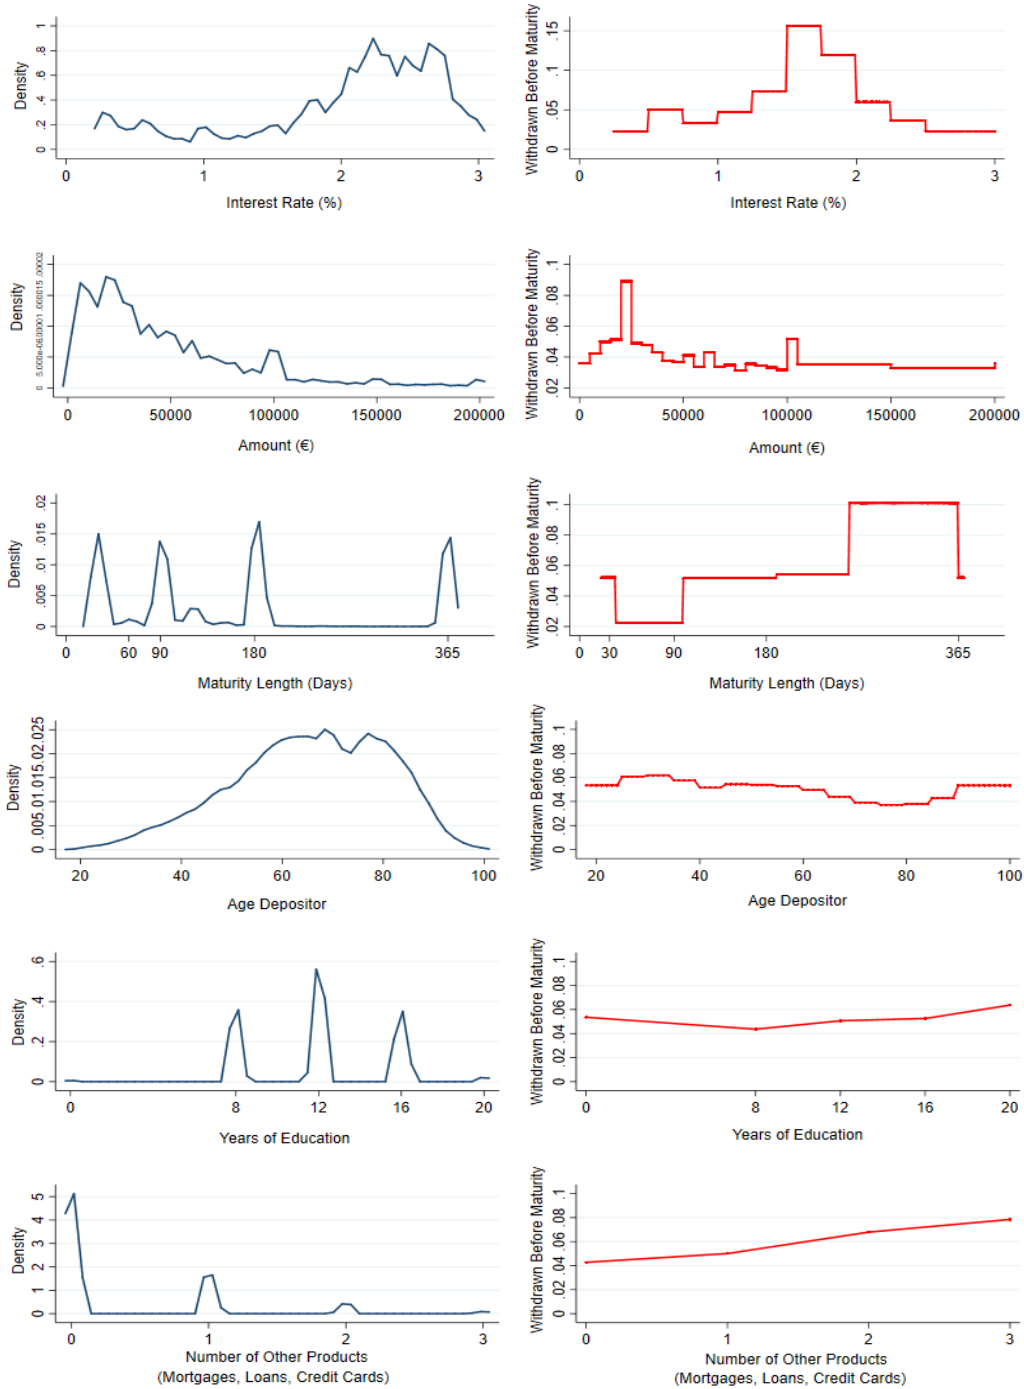 Density
0 .2 .4 .6 .8 1
0 1 2 3
Interest Rate (%)
Withdrawn Before Maturity
0 .05 .1 .15
0 1 2 3
Interest Rate (%)
Density
0 5.000e-06 .00001 .000015 .00002
0 50000 100000 150000 200000
Amount (€)
Withdrawn Before Maturity
.02 .04 .06 .08 .1
0 50000 100000 150000 200000
Amount (€)
Density
0 .005 .01 .015 .02
0 60 90 180 365
Maturity Length (Days)
Withdrawn Before Maturity
.02 .04 .06 .08 .1
0 30 90 180 365
Maturity Length (Days)
Density
0 .005 .01 .015 .02 .025
20 40 60 80 100
Age Depositor
Withdrawn Before Maturity
0 .02 .04 .06 .08 .1
20 40 60 80 100
Age Depositor
Density
0 .2 .4 .6
0 8 12 16 20
Years of Education
Withdrawn Before Maturity
0 .02 .04 .06 .08 .1
0 8 12 16 20
Years of Education
Density
0 1 2 3 4 5
0 1 2 3
Number of Other Products
(Mortgages, Loans, Credit Cards)
Withdrawn Before Maturity
0 .02 .04 .06 .08 .1
0 1 2 3
Number of Other Products
(Mortgages, Loans, Credit Cards)